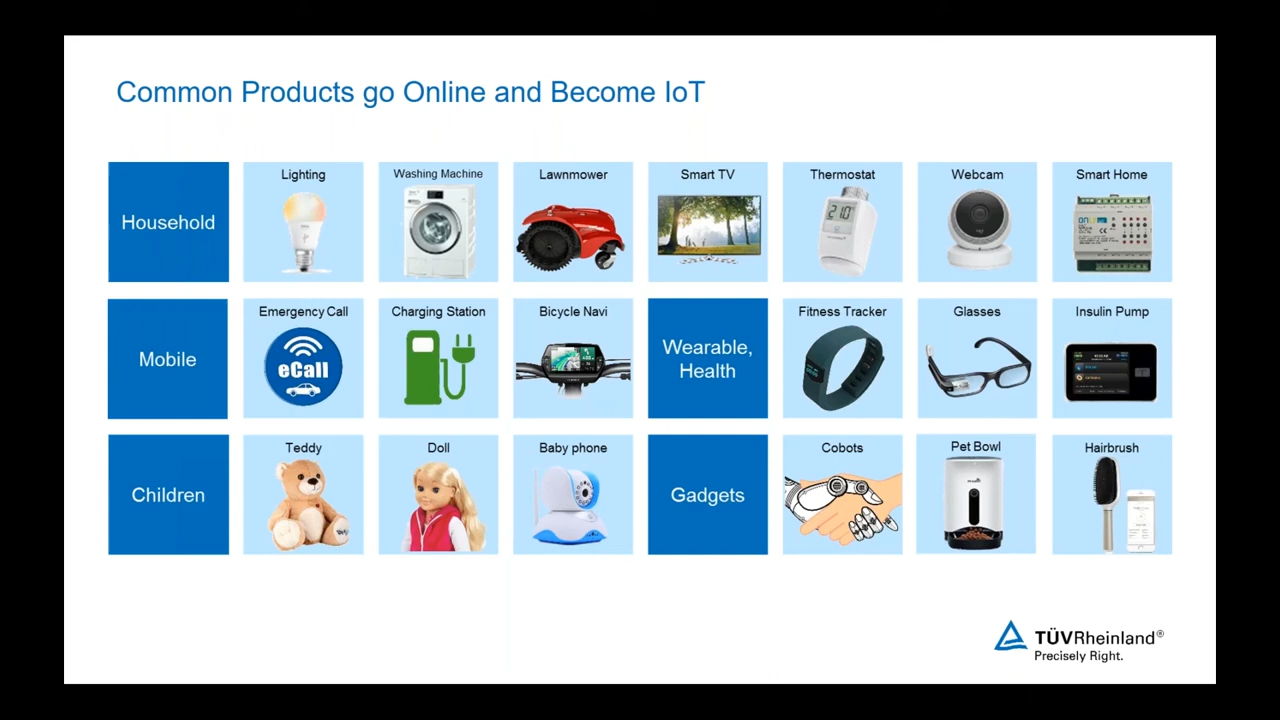 Common Products go Online and Become IoT
Household
Lighting
Washing Machine
Lawnmower
Smart TV
Thermostat
21.0
Webcam
Smart Home
Mobile
Emergency Call
eCall
Charging Station
Bicycle Navi
Wearable,
Health
Fitness Tracker
Glasses
Insulin Pump
Children
Teddy
Doll
Baby phone
Gadgets
Cobots
Pet Bowl
Hairbrush
TÜVRheinland®
Precisely Right.